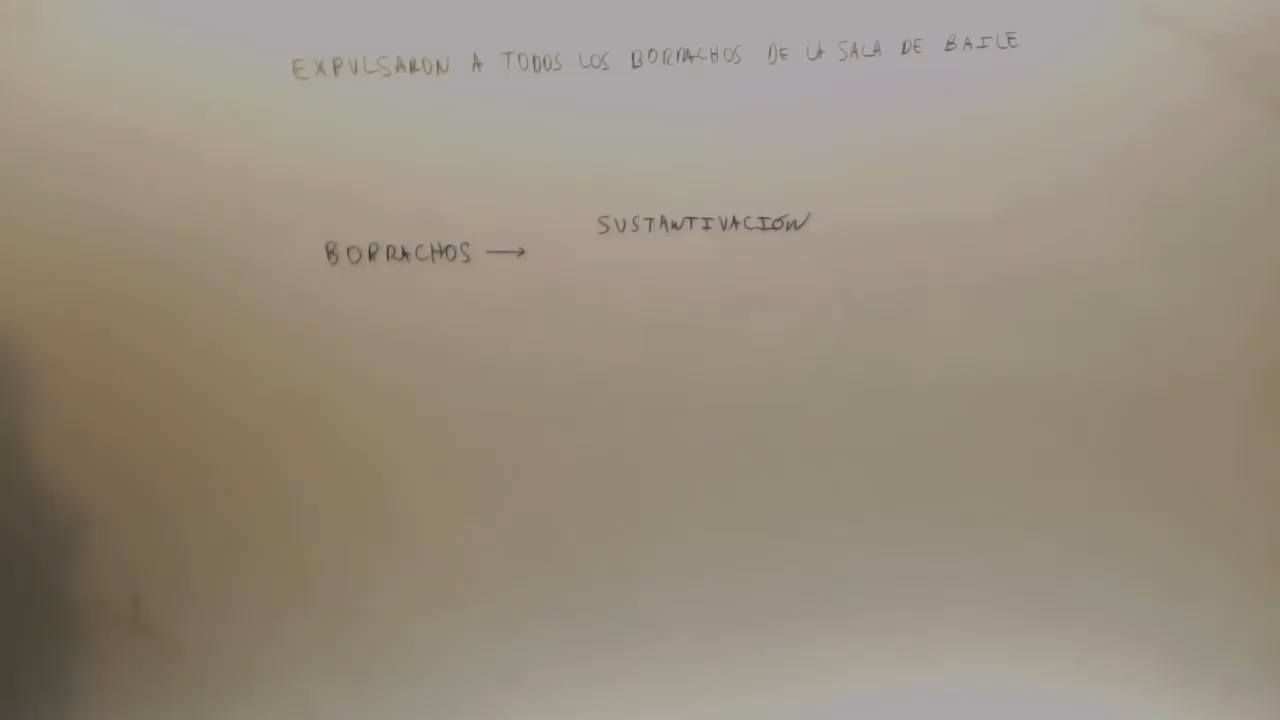 EXPULSARON A TODOS LOS BORRACHOS DE LA SALA DE BAILE
SUSTANTIVACIÓN
BORRACHOS →